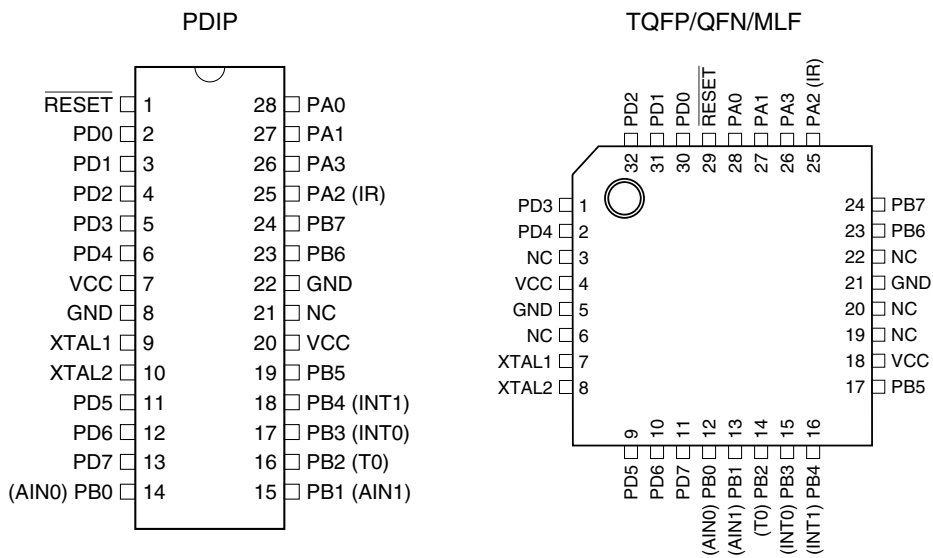 PDIP
RESET 1 28 PA0
PD0 2 27 PA1
PD1 3 26 PA3
PD2 4 25 PA2 (IR)
PD3 5 24 PB7
PD4 6 23 PB6
VCC 7 22 GND
GND 8 21 NC
XTAL1 9 20 VCC
XTAL2 10 19 PB5
PD5 11 18 PB4 (INT1)
PD6 12 17 PB3 (INT0)
PD7 13 16 PB2 (T0)
(AIN0) PB0 14 15 PB1 (AIN1)
TQFP/QFN/MLF
PD2
PD1
PD0
RESET
PA0
PA1
PA3
PA2 (IR)
32 31 30 29 28 27 26 25
PD3 1 24 PB7
PD4 2 23 PB6
NC 3 22 NC
VCC 4 21 GND
GND 5 20 NC
NC 6 19 NC
XTAL1 7 18 VCC
XTAL2 8 17 PB5
9 10 11 12 13 14 15 16
PD5
PD6
PD7
(AIN0) PB0
(AIN1) PB1
(T0) PB2
(INT0) PB3
(INT1) PB4